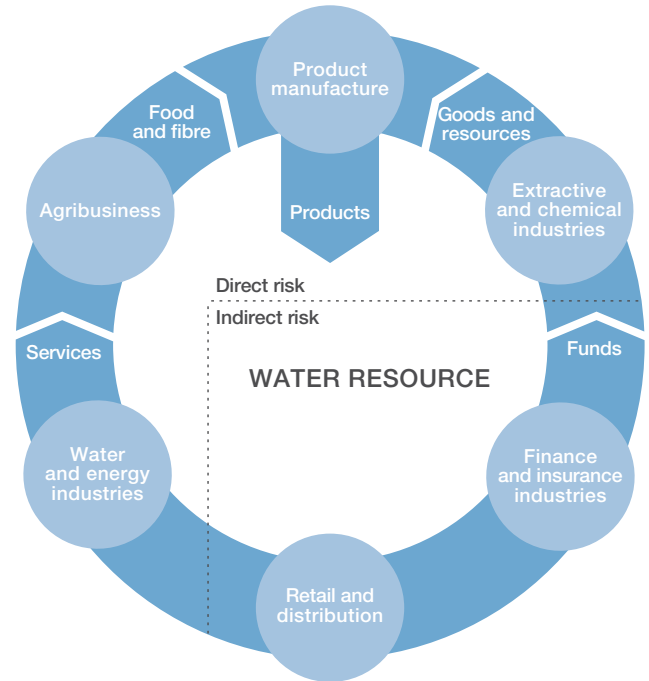 Product
manufacture
Food
and fibre
Goods and
resources
Agribusiness
Products
Extractive
and chemical
industries
Direct risk
Indirect risk
Services
Funds
WATER RESOURCE
Water
and energy
industries
Finance
and insurance
industries
Retail and
distribution